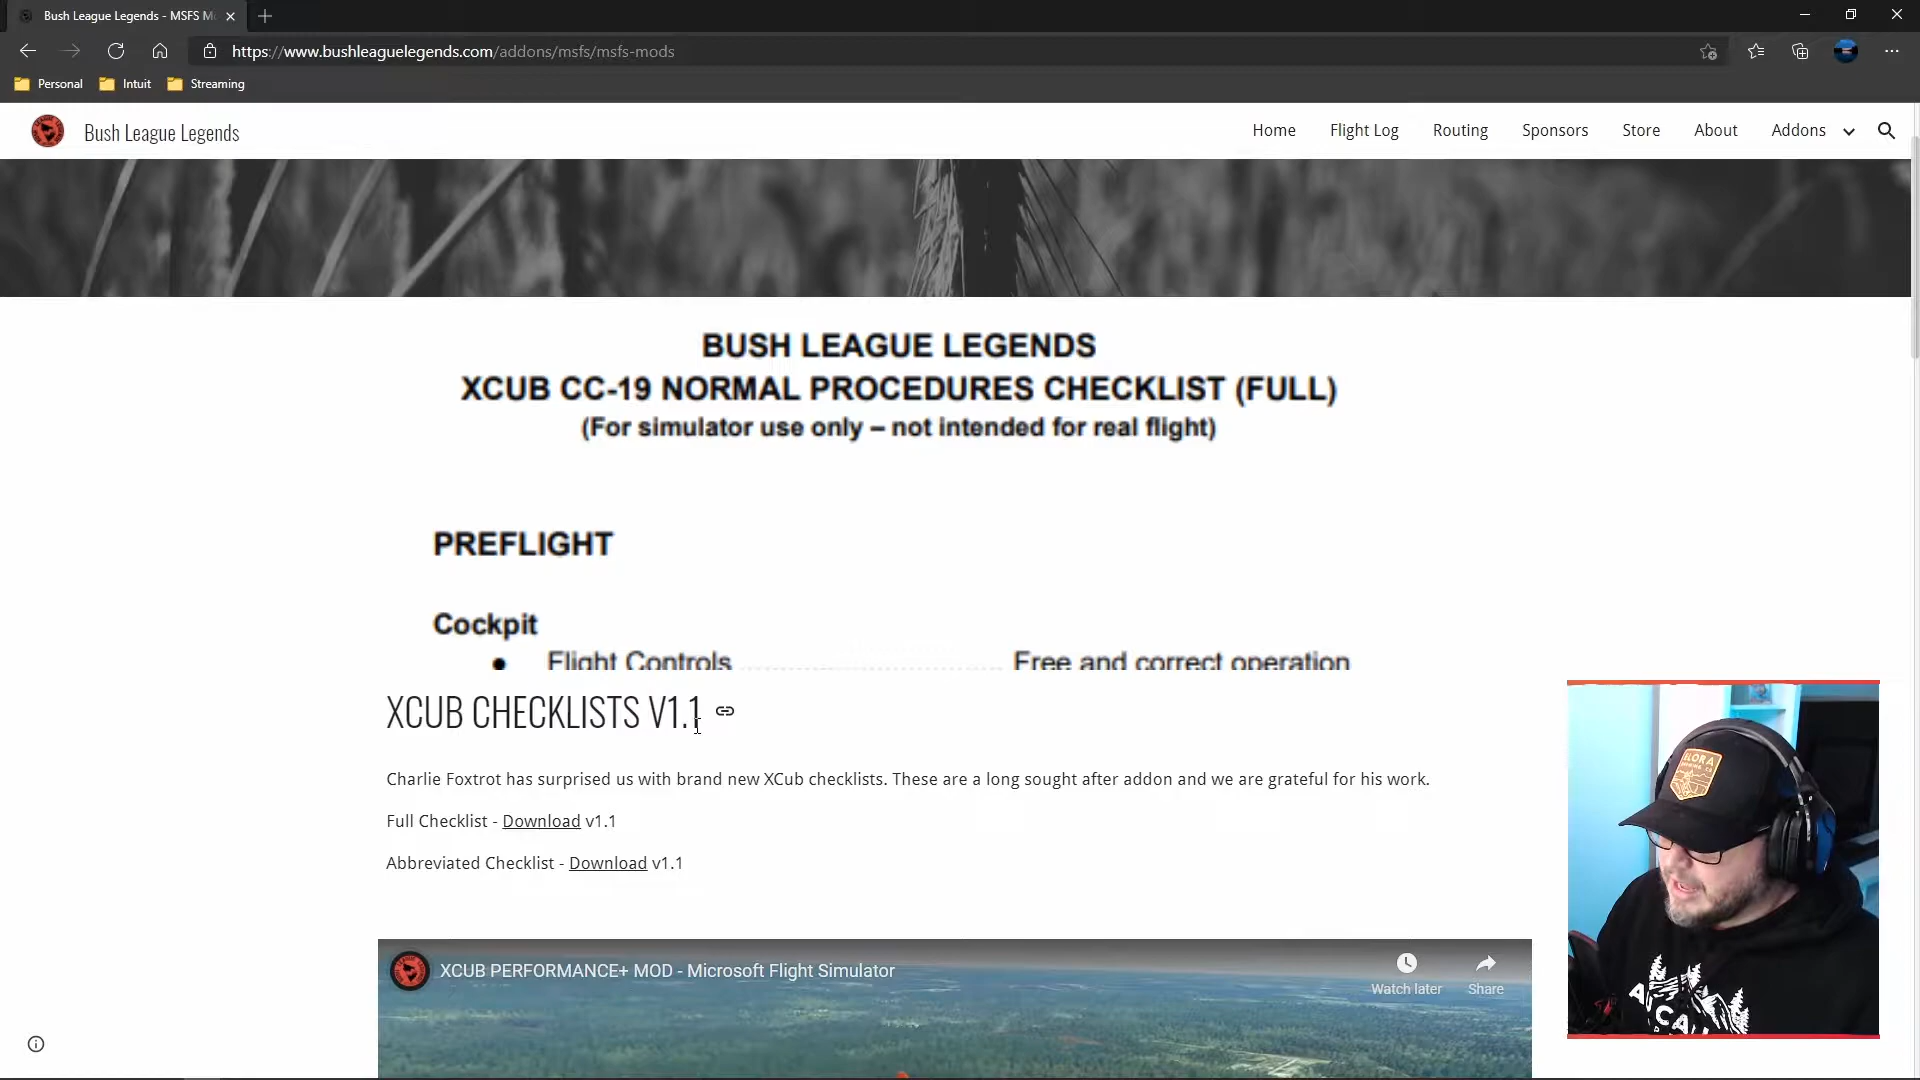 Bush League Legends - MSFS M
https://www.bushleaguelegends.com/addons/msfs/msfs-mods
Personal Intuit Streaming
Bush League Legends
Home Flight Log Routing Sponsors Store About Addons
BUSH LEAGUE LEGENDS
XCUB CC-19 NORMAL PROCEDURES CHECKLIST (FULL)
(For simulator use only – not intended for real flight)
PREFLIGHT
Cockpit
● Flight Controls Free and correct operation
XCUB CHECKLISTS V1.1
Charlie Foxtrot has surprised us with brand new XCub checklists. These are a long sought after addon and we are grateful for his work.
Full Checklist - Download v1.1
Abbreviated Checklist - Download v1.1
XCUB PERFORMANCE+ MOD - Microsoft Flight Simulator
Watch later Share